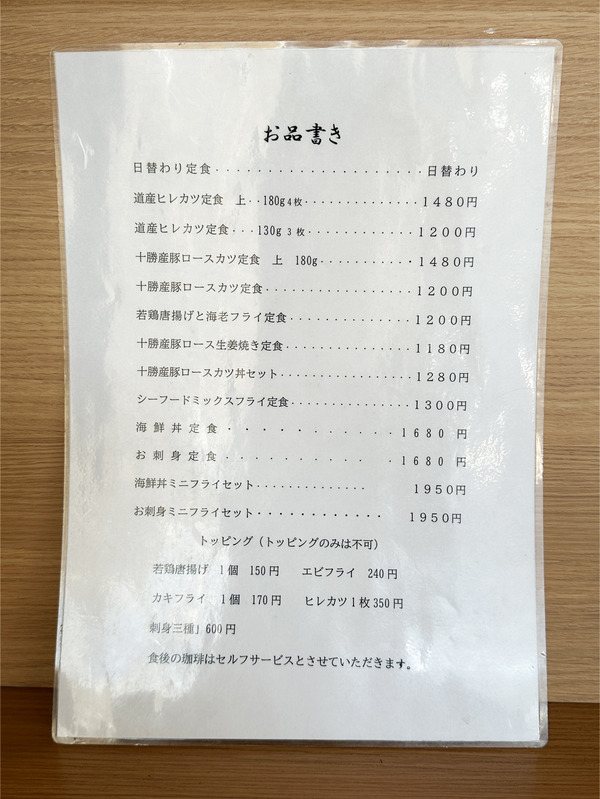 お品書き
日替わり定食・・・・・・・・・・・・・・・・・・日替わり
道産ヒレカツ定食　上・・180g4枚・・・・・・・・・・・・・・1480円
道産ヒレカツ定食・・・130g 3 枚・・・・・・・・・・・・・1200円
十勝産豚ロースカツ定食　上　180g・・・・・・・・・・・1480円
十勝産豚ロースカツ定食・・・・・・・・・・・・・・・・・1200円
若鶏唐揚げと海老フライ定食・・・・・・・・・・・・・・1200円
十勝産豚ロース生姜焼き定食・・・・・・・・・・・・・・・1180円
十勝産豚ロースカツ丼セット・・・・・・・・・・・・・・・1280円
シーフードミックスフライ定食・・・・・・・・・・・・・1300円
海鮮丼定食・・・・・・・・・・1680 円
お刺身定食・・・・・・・・・1680 円
海鮮丼ミニフライセット・・・・・・・・・・・・・・1950円
お刺身ミニフライセット・・・・・・・・・・・・1950円
トッピング（トッピングのみは不可）
若鶏唐揚げ　1個　150円　　エビフライ　240円
カキフライ　1個　170円　　ヒレカツ1枚350円
刺身三種」600円
食後の珈琲はセルフサービスとさせていただきます。